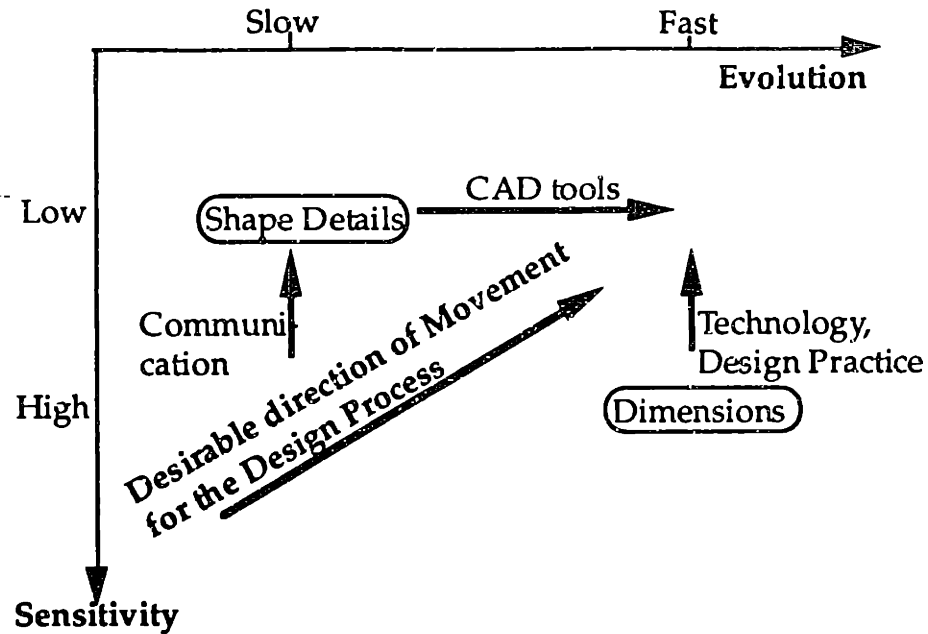 Slow
Fast
Evolution
CAD tools
Low
Shape Details
Communi-
cation
Technology,
Design Practice
High
Dimensions
Desirable direction of Movement
for the Design Process
Sensitivity